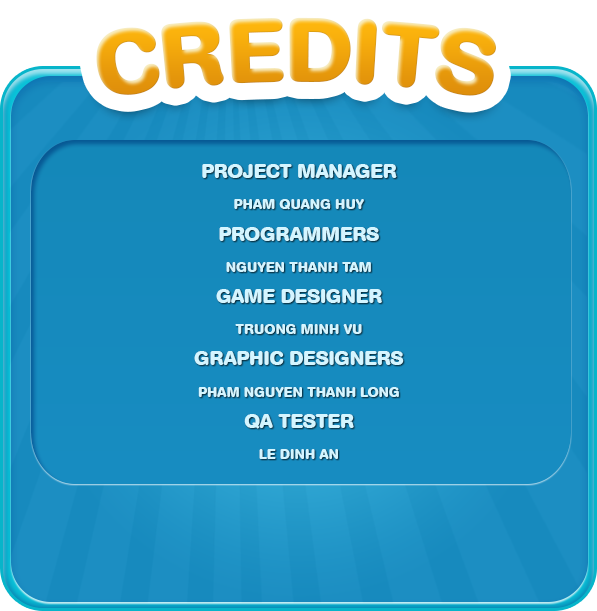 CREDITS
PROJECT MANAGER
PHAM QUANG HUY
PROGRAMMERS
NGUYEN THANH TAM
GAME DESIGNER
TRUONG MINH VU
GRAPHIC DESIGNERS
PHAM NGUYEN THANH LONG
QA TESTER
LE DINH AN